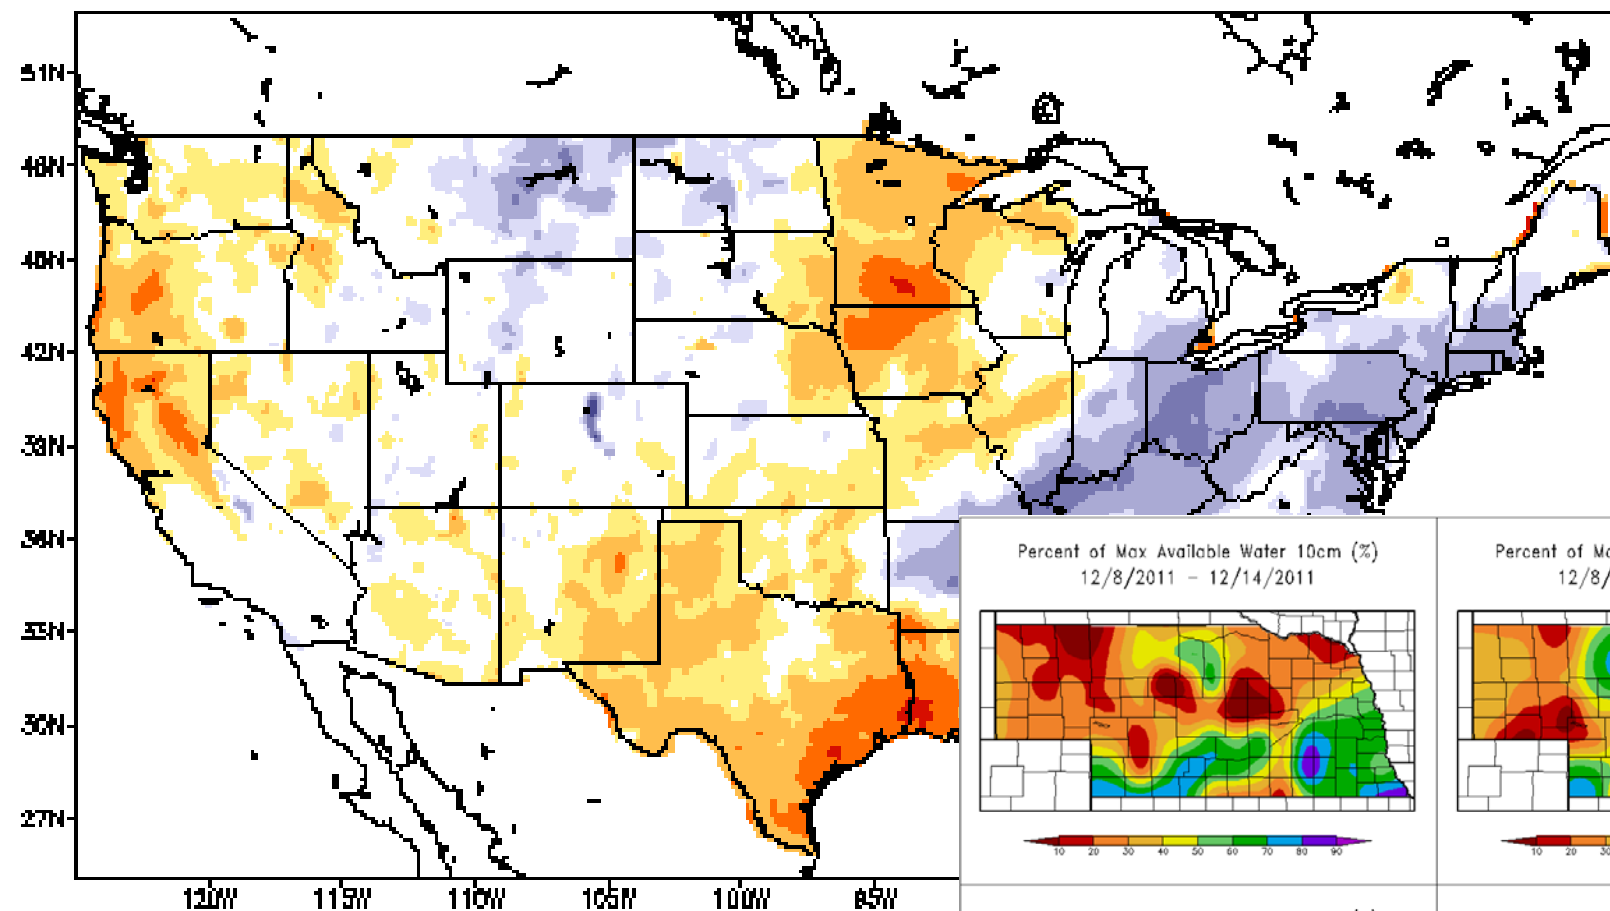 51N
48N
45N
42N
39N
36N
33N
30N
27N
120W 115W 110W 105W 100W 95W
Percent of Max Available Water 10cm (%)
12/8/2011 – 12/14/2011
10 20 30 40 50 60 70 80 90
Percent of Ma
12/8/
10 20 30